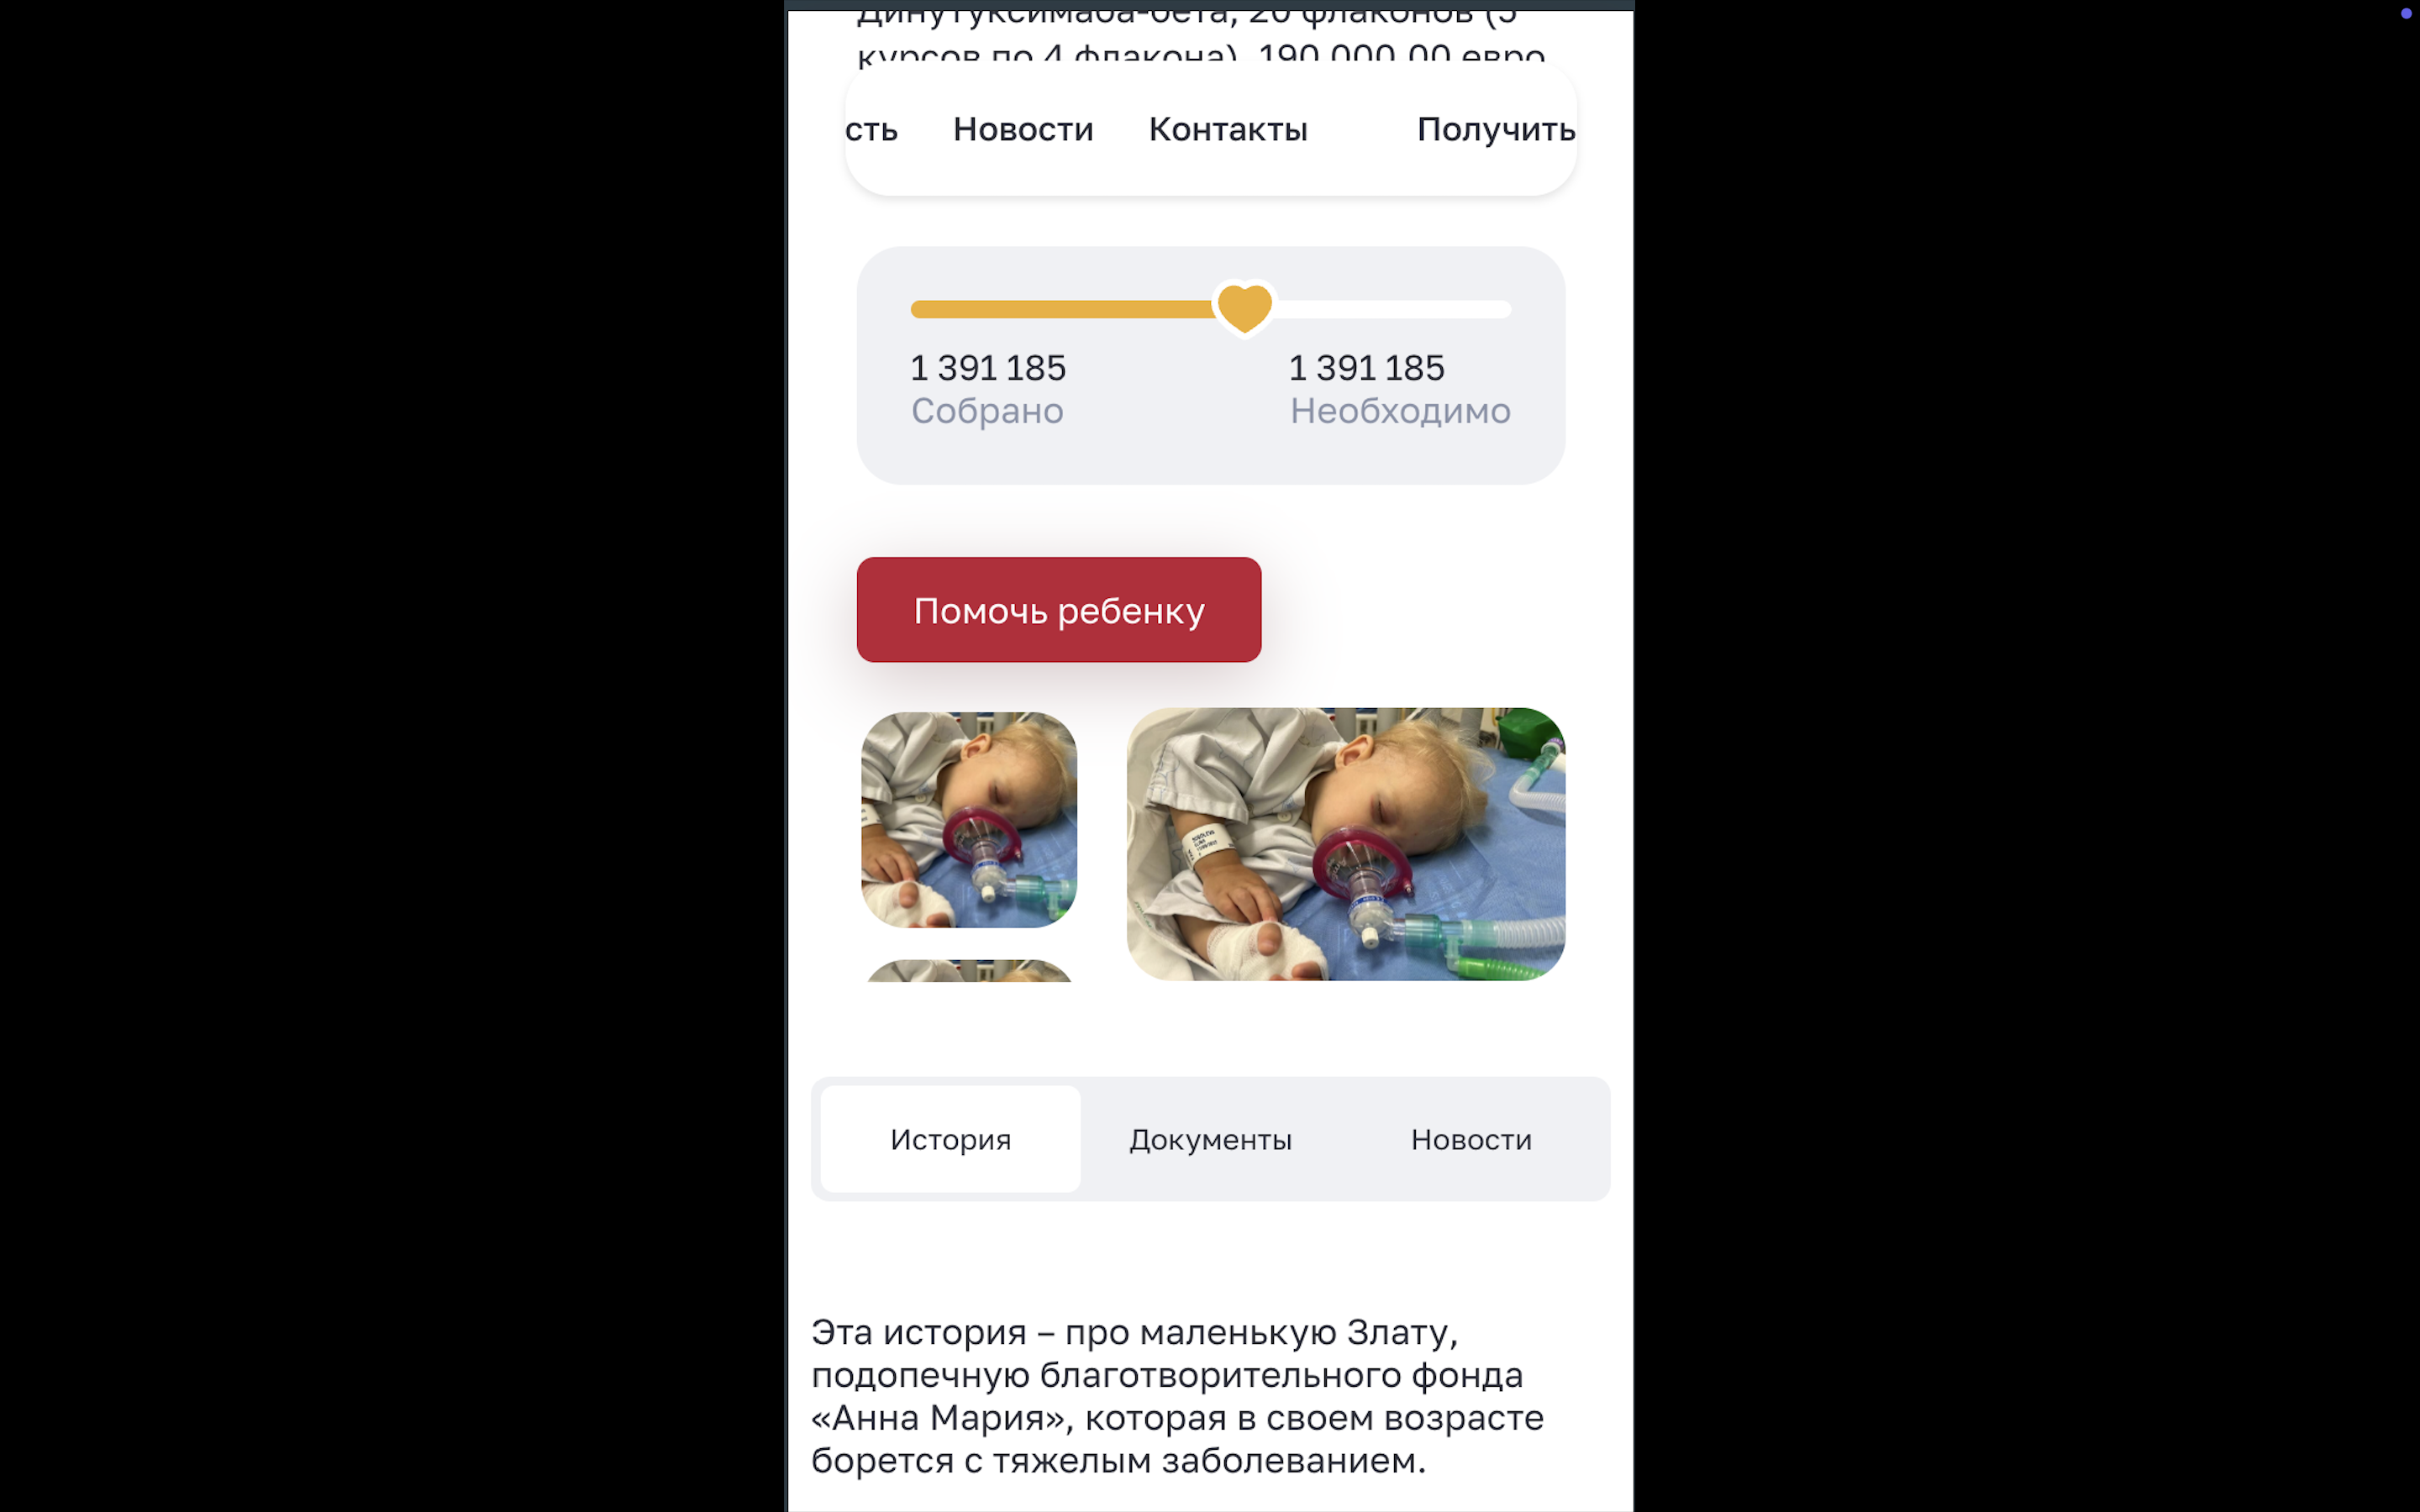 Динутуксимаба-бета, 20 флаконов (5
курсов по 4 флакона), 190 000,00 евро
сть Новости Контакты Получить
1 391 185 1 391 185
Собрано Необходимо
Помочь ребенку
История Документы Новости
Эта история – про маленькую Злату,
подопечную благотворительного фонда
«Анна Мария», которая в своем возрасте
борется с тяжелым заболеванием.